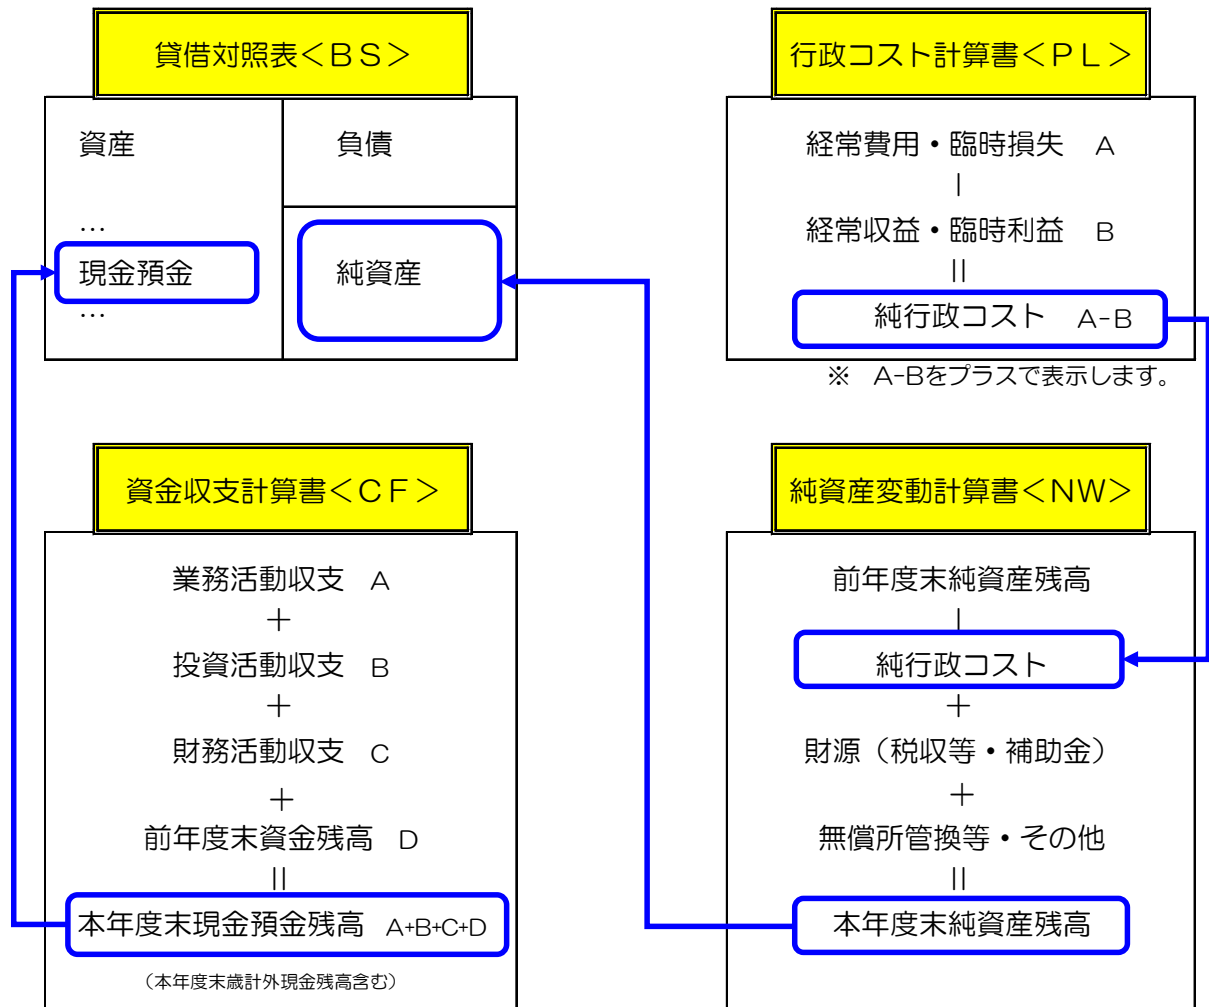 貸借対照表＜ＢＳ＞
資産
負債
…
現金預金
純資産
…
行政コスト計算書＜ＰＬ＞
経常費用・臨時損失　A
－
経常収益・臨時利益　B
＝
純行政コスト　A-B
※　A-Bをプラスで表示します。
資金収支計算書＜ＣＦ＞
業務活動収支　A
＋
投資活動収支　B
＋
財務活動収支　C
＋
前年度末資金残高　D
＝
本年度末現金預金残高　A+B+C+D
（本年度末歳計外現金残高含む）
純資産変動計算書＜NW＞
前年度末純資産残高
－
純行政コスト
＋
財源（税収等・補助金）
＋
無償所管換等・その他
＝
本年度末純資産残高